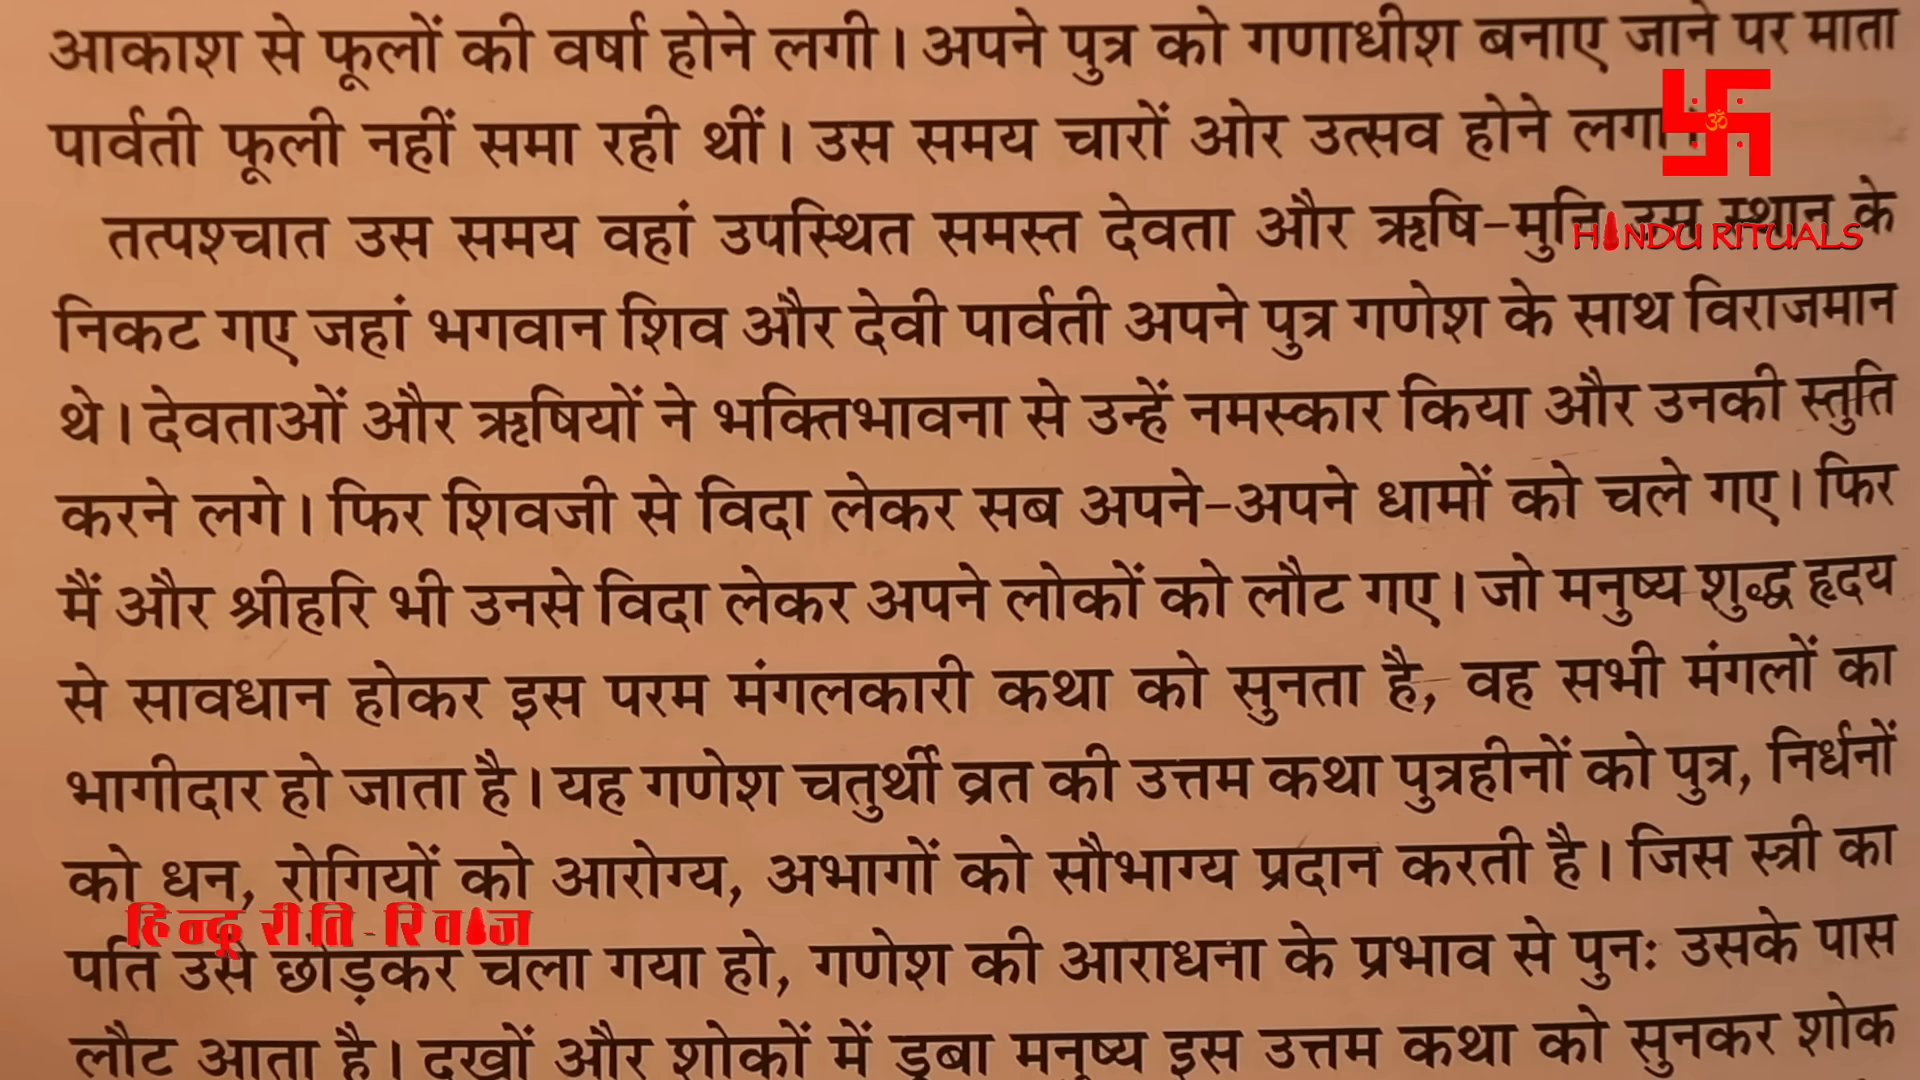 आकाश से फूलों की वर्षा होने लगी। अपने पुत्र को गणाधीश बनाए जाने पर माता
पार्वती फूली नहीं समा रही थीं। उस समय चारों ओर उत्सव होने लगा।
ॐ
तत्पश्चात उस समय वहां उपस्थित समस्त देवता और ऋषि-मुनि उस स्थान के
HINDU RITUALS
निकट गए जहां भगवान शिव और देवी पार्वती अपने पुत्र गणेश के साथ विराजमान
थे। देवताओं और ऋषियों ने भक्तिभावना से उन्हें नमस्कार किया और उनकी स्तुति
करने लगे। फिर शिवजी से विदा लेकर सब अपने-अपने धामों को चले गए। फिर
मैं और श्रीहरि भी उनसे विदा लेकर अपने लोकों को लौट गए। जो मनुष्य शुद्ध हृदय
से सावधान होकर इस परम मंगलकारी कथा को सुनता है, वह सभी मंगलों का
भागीदार हो जाता है। यह गणेश चतुर्थी व्रत की उत्तम कथा पुत्रहीनों को पुत्र, निर्धनों
को धन, रोगियों को आरोग्य, अभागों को सौभाग्य प्रदान करती है। जिस स्त्री का
हिन्दू रीति-रिवाज
पति उसे छोड़कर चला गया हो, गणेश की आराधना के प्रभाव से पुनः उसके पास
लौट आता है। दुखों और शोकों में डूबा मनुष्य इस उत्तम कथा को सुनकर शोक